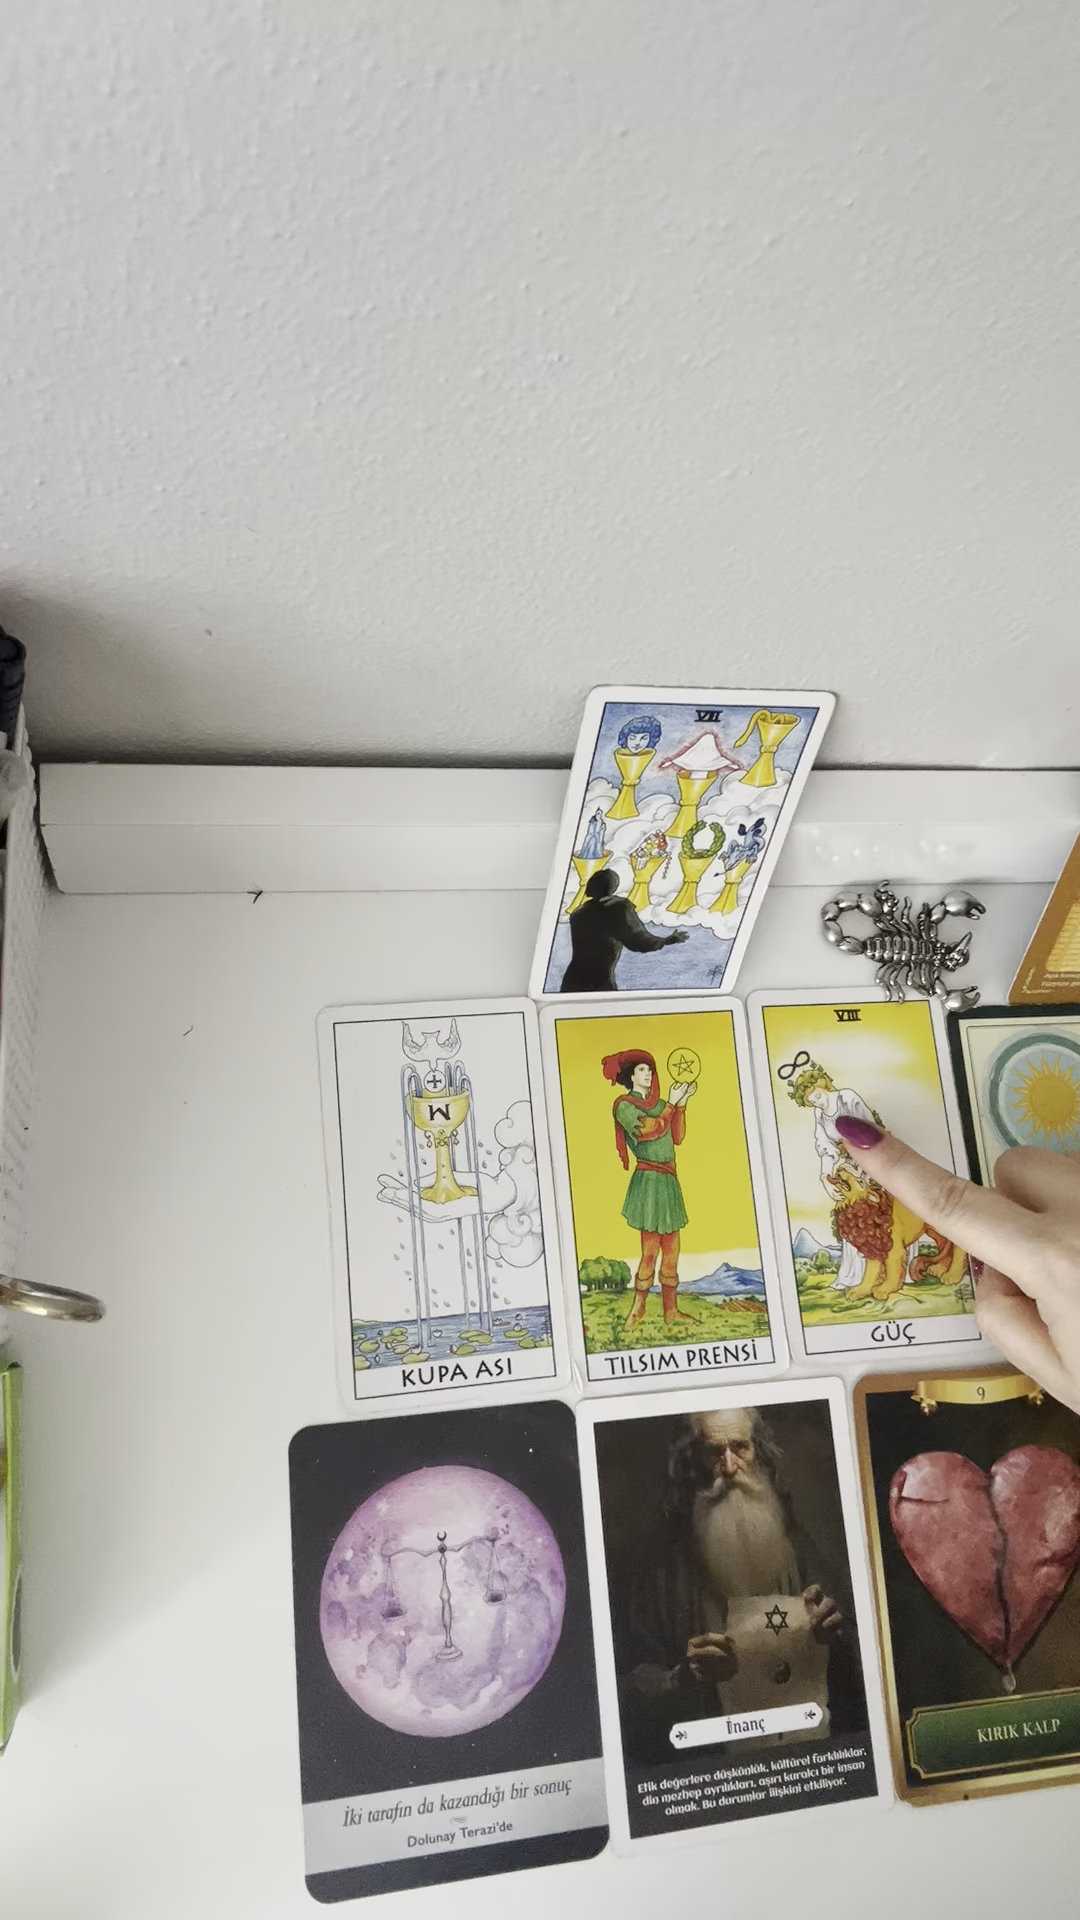 VII
VIII
KUPA ASI
TILSIM PRENSİ
GÜÇ
9
İki tarafın da kazandığı bir sonuç
Dolunay Terazi'de
İnanç
Etik değerlere düşkünlük, kültürel farklılıklar,
din mezhep ayrılıkları, aşırı kuralcı bir insan
olmak. Bu durumlar ilişkini etkiliyor.
KIRIK KALP